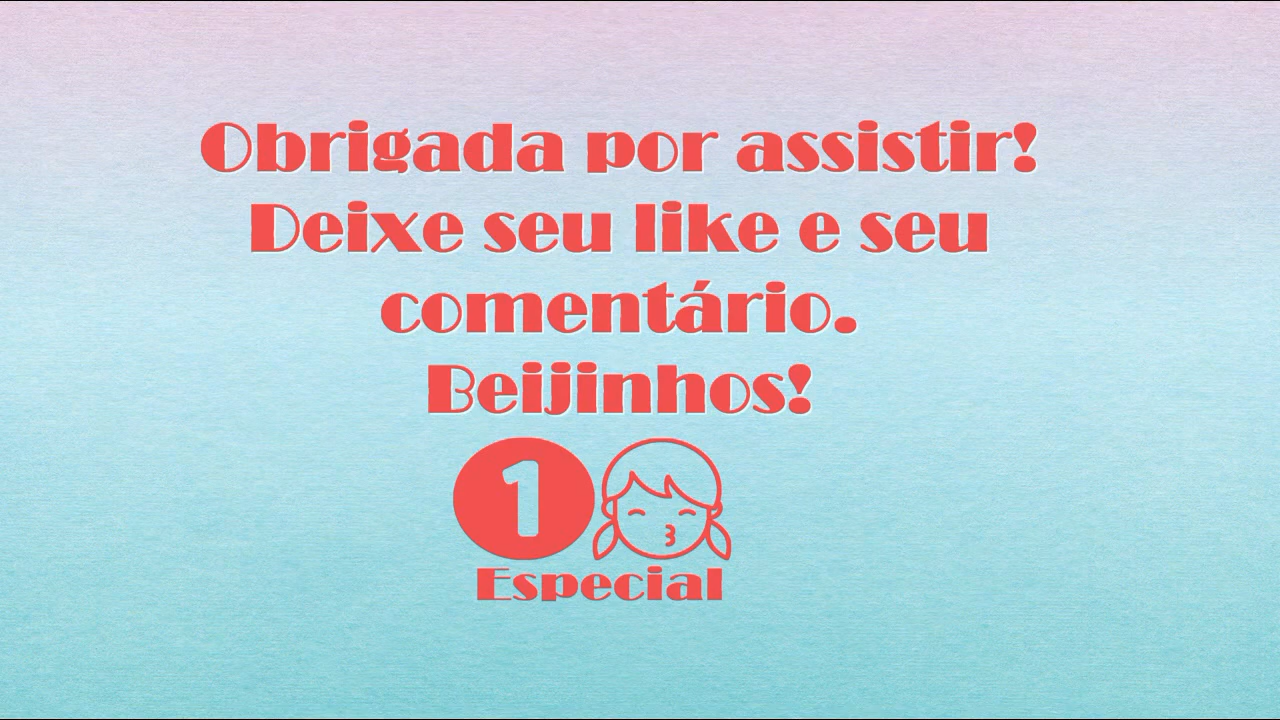 Obrigada por assistir!
Deixe seu like e seu
comentário.
Beijinhos!
1
Especial